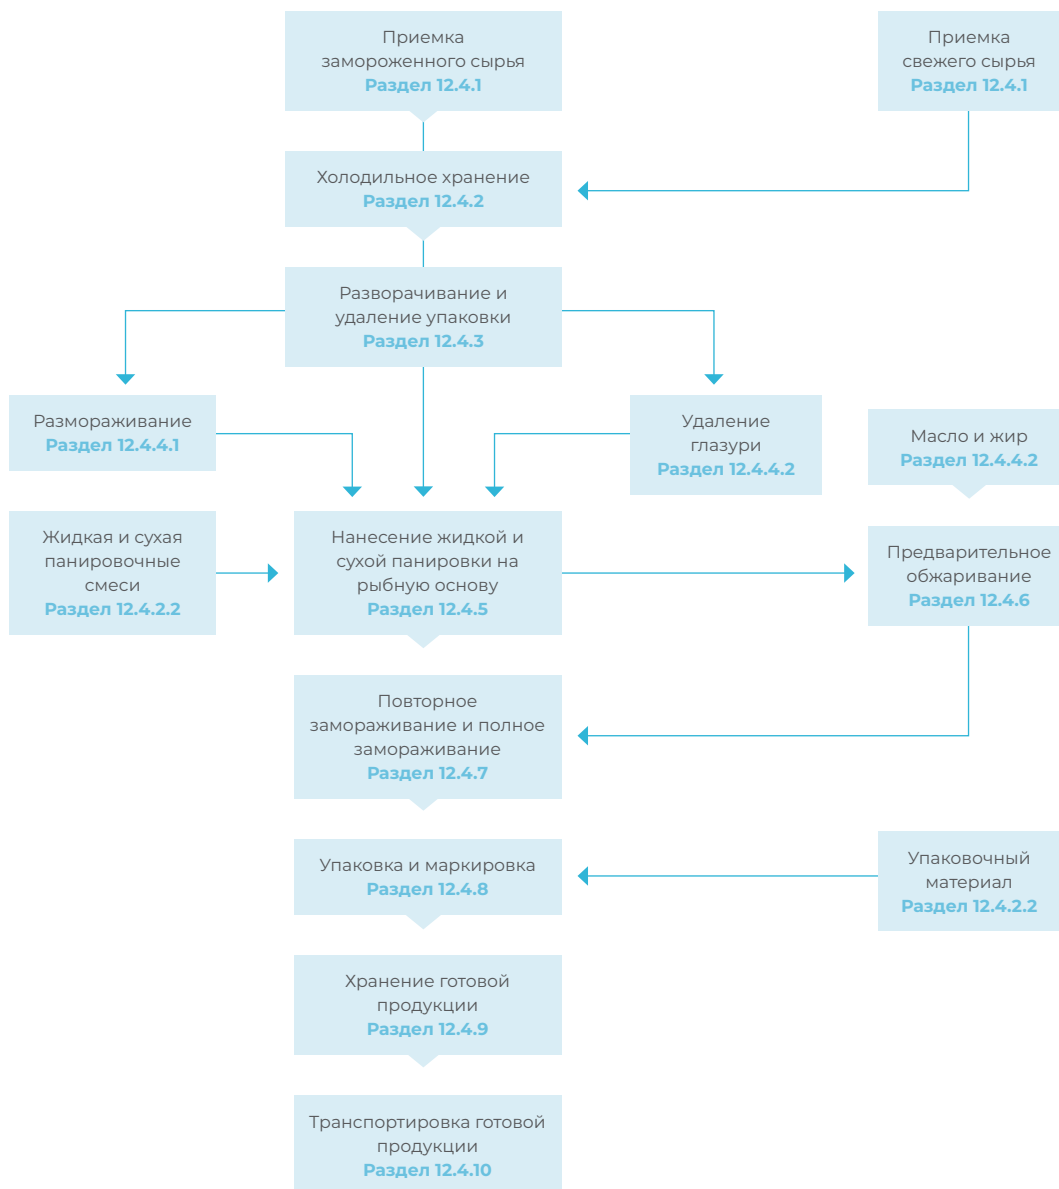 Приемка
замороженного сырья
Раздел 12.4.1
Приемка
свежего сырья
Раздел 12.4.1
Холодильное хранение
Раздел 12.4.2
Разворачивание и
удаление упаковки
Раздел 12.4.3
Размораживание
Раздел 12.4.4.1
Удаление
глазури
Раздел 12.4.4.2
Масло и жир
Раздел 12.4.4.2
Жидкая и сухая
панировочные
смеси
Раздел 12.4.2.2
Нанесение жидкой и
сухой панировки на
рыбную основу
Раздел 12.4.5
Предварительное
обжаривание
Раздел 12.4.6
Повторное
замораживание и полное
замораживание
Раздел 12.4.7
Упаковка и маркировка
Раздел 12.4.8
Упаковочный
материал
Раздел 12.4.2.2
Хранение готовой
продукции
Раздел 12.4.9
Транспортировка готовой
продукции
Раздел 12.4.10